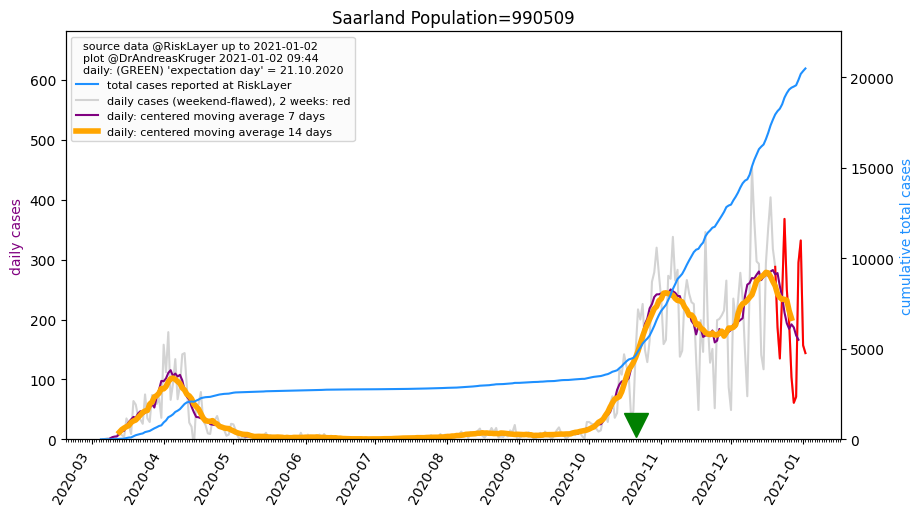 Saarland Population=990509
source data @RiskLayer up to 2021-01-02
plot @DrAndreasKruger 2021-01-02 09:44
daily: (GREEN) 'expectation day' = 21.10.2020
total cases reported at RiskLayer
daily cases (weekend-flawed), 2 weeks: red
daily: centered moving average 7 days
daily: centered moving average 14 days
daily cases
600
500
400
300
200
100
0
cumulative total cases
20000
15000
10000
5000
0
2020-03
2020-04
2020-05
2020-06
2020-07
2020-08
2020-09
2020-10
2020-11
2020-12
2021-01